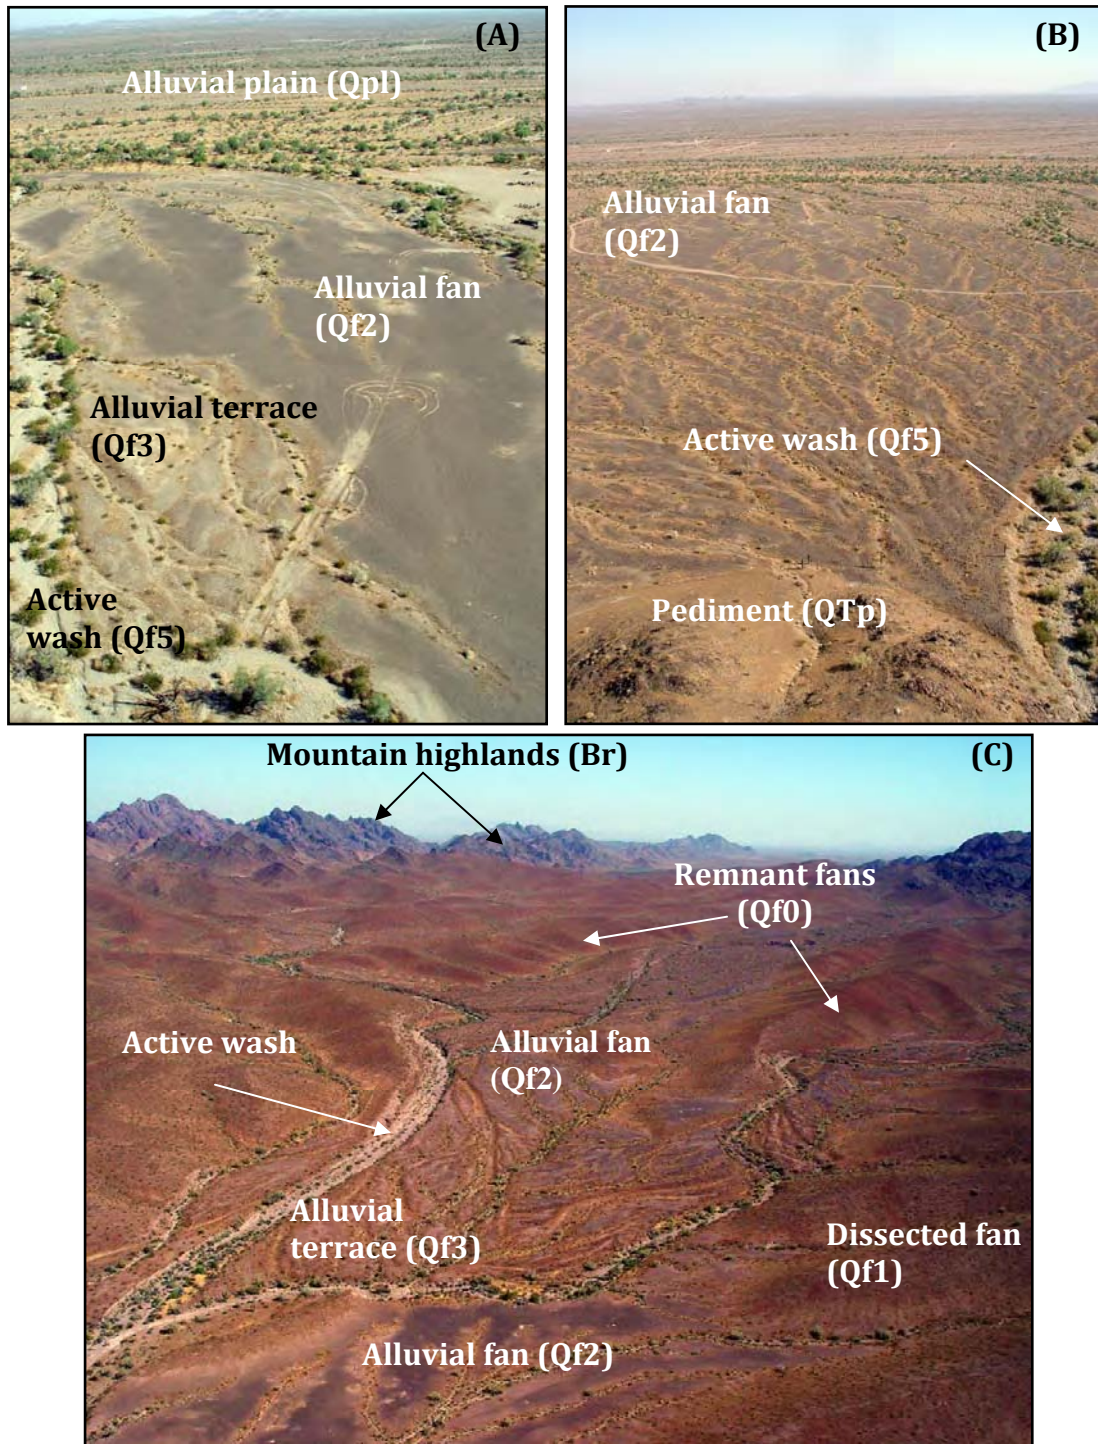 (A)
Alluvial plain (Qpl)
Alluvial fan
(Qf2)
Alluvial terrace
(Qf3)
Active
wash (Qf5)
(B)
Alluvial fan
(Qf2)
Active wash (Qf5)
Pediment (QTp)
Mountain highlands (Br)
(C)
Remnant fans
(Qf0)
Active wash
Alluvial fan
(Qf2)
Alluvial
terrace (Qf3)
Dissected fan
(Qf1)
Alluvial fan (Qf2)